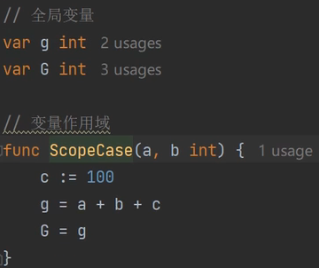 // 全局变量
var g int 2 usages
var G int 3 usages
// 变量作用域
func ScopeCase(a, b int) { 1 usage
c := 100
g = a + b + c
G = g
}